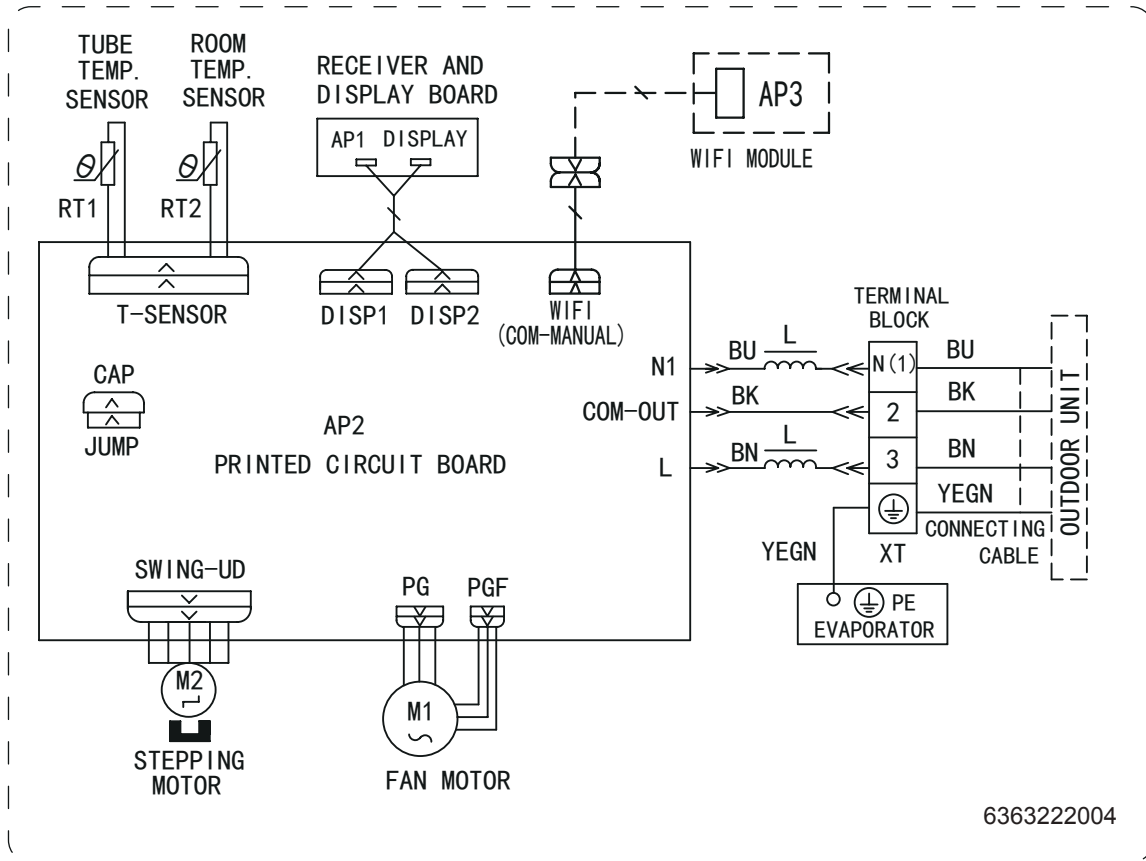 TUBE
TEMP.
SENSOR
ROOM
TEMP.
SENSOR
RECEIVER AND
DISPLAY BOARD
AP1 DISPLAY
AP3
WIFI MODULE
θ
RT1
θ
RT2
T-SENSOR
DISP1
DISP2
WIFI
(COM-MANUAL)
TERMINAL
BLOCK
CAP
JUMP
AP2
PRINTED CIRCUIT BOARD
N1
BU
L
N(1)
BU
COM-OUT
BK
2
BK
L
BN
L
3
BN
YEGN
XT
CONNECTING
CABLE
OUTDOOR UNIT
YEGN
PE
EVAPORATOR
SWING-UD
PG
PGF
M2
STEPPING
MOTOR
M1
FAN MOTOR
6363222004